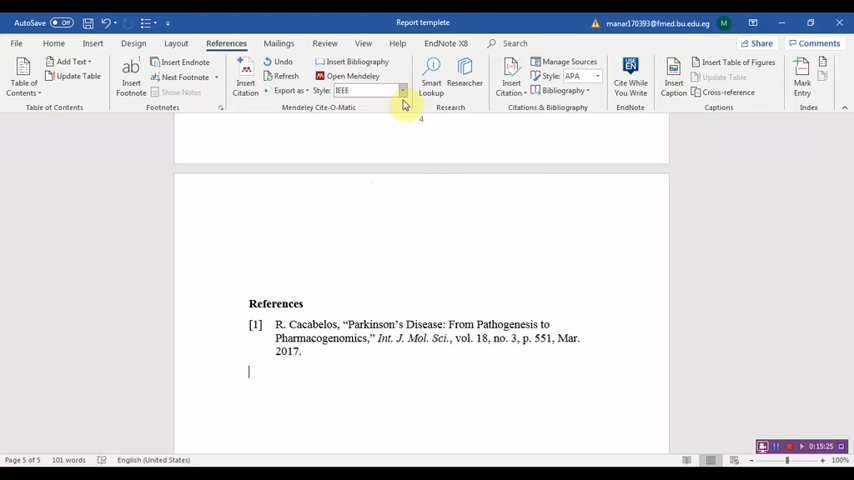 AutoSave Off
Report templete
manar170393@fmed.bu.edu.eg M
File Home Insert Design Layout References Mailings Review View Help EndNote X8 Search Share Comments
Table of Contents
Add Text
Update Table
Table of Contents
ab Insert Footnote
Insert Endnote
Next Footnote
Show Notes
Footnotes
Insert Citation
Undo
Refresh
Export as
Insert Bibliography
Open Mendeley
Style: IEEE
Mendeley Cite-O-Matic
Smart Lookup
Researcher
Research
Insert Citation
Manage Sources
Style: APA
Bibliography
Citations & Bibliography
EN
Cite While You Write
EndNote
Insert Caption
Insert Table of Figures
Update Table
Cross-reference
Captions
Mark Entry
Inde
4
References
[1] R. Cacabelos, “Parkinson’s Disease: From Pathogenesis to
Pharmacogenomics,” Int. J. Mol. Sci., vol. 18, no. 3, p. 551, Mar.
2017.
0:15:25
Page 5 of 5 101 words English (United States) 100%